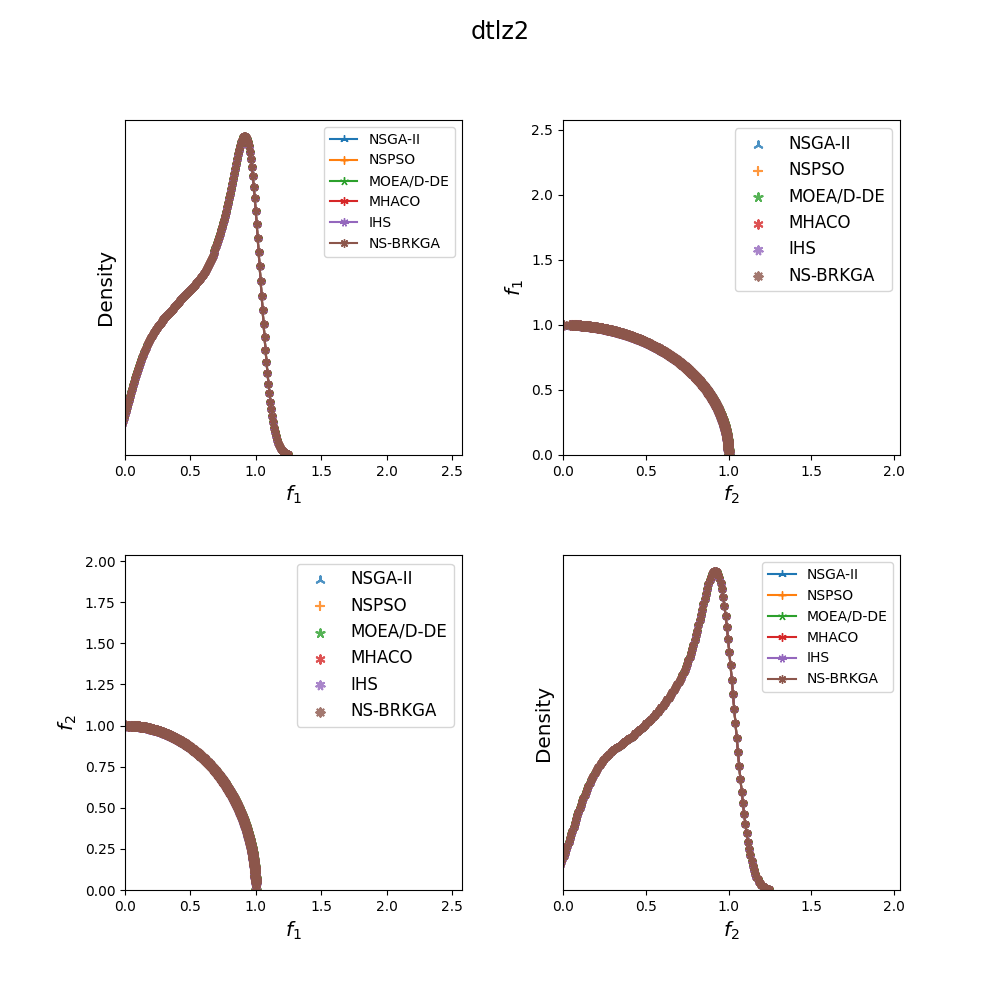 dtlz2
Density
NSGA-II
NSPSO
MOEA/D-DE
MHACO
IHS
NS-BRKGA
0.0 0.5 1.0 1.5 2.0 2.5
f1
f1
2.5
2.0
1.5
1.0
0.5
0.0
NSGA-II
NSPSO
MOEA/D-DE
MHACO
IHS
NS-BRKGA
0.0 0.5 1.0 1.5 2.0
f2
f2
2.00
1.75
1.50
1.25
1.00
0.75
0.50
0.25
0.00
NSGA-II
NSPSO
MOEA/D-DE
MHACO
IHS
NS-BRKGA
0.0 0.5 1.0 1.5 2.0 2.5
f1
Density
NSGA-II
NSPSO
MOEA/D-DE
MHACO
IHS
NS-BRKGA
0.0 0.5 1.0 1.5 2.0
f2